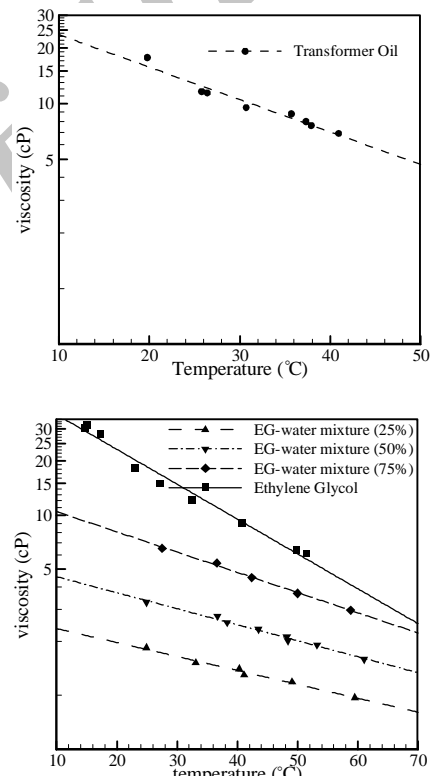 30
25
20
15
10
5
viscosity (cP)
Transformer Oil
10 20 30 40 50
Temperature (℃)
30
25
20
15
10
5
viscosity (cP)
EG-water mixture (25%)
EG-water mixture (50%)
EG-water mixture (75%)
Ethylene Glycol
10 20 30 40 50 60 70
temperature (℃)